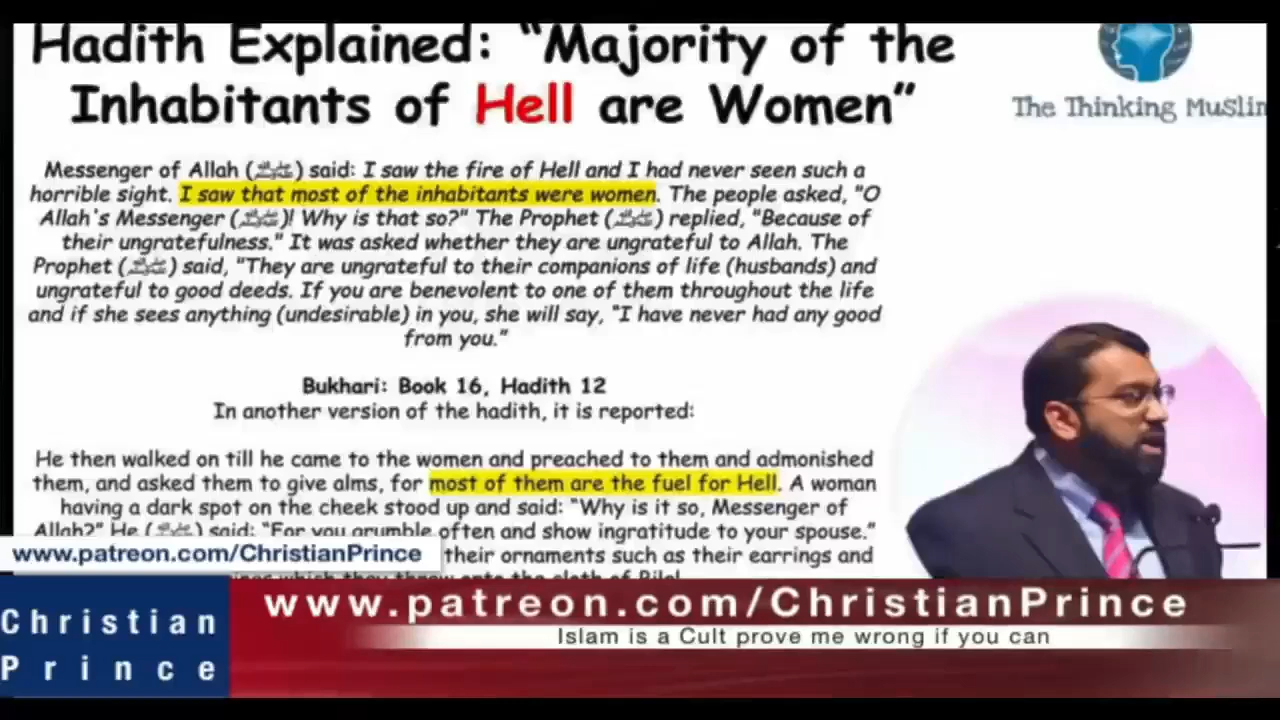 Hadith Explained: “Majority of the
Inhabitants of Hell are Women”
The Thinking Muslim
Messenger of Allah (ﷺ) said: I saw the fire of Hell and I had never seen such a
horrible sight. I saw that most of the inhabitants were women. The people asked, "O
Allah's Messenger (ﷺ)! Why is that so?" The Prophet (ﷺ) replied, "Because of
their ungratefulness." It was asked whether they are ungrateful to Allah. The
Prophet (ﷺ) said, "They are ungrateful to their companions of life (husbands) and
ungrateful to good deeds. If you are benevolent to one of them throughout the life
and if she sees anything (undesirable) in you, she will say, "I have never had any good
from you."
Bukhari: Book 16, Hadith 12
In another version of the hadith, it is reported:
He then walked on till he came to the women and preached to them and admonished
them, and asked them to give alms, for most of them are the fuel for Hell. A woman
having a dark spot on the cheek stood up and said: "Why is it so, Messenger of
Allah?" He (ﷺ) said: "For you grumble often and show ingratitude to your spouse."
their ornaments such as their earrings and
www.patreon.com/ChristianPrince
which they threw onto the cloth of Bilal
Christian
Prince
www.patreon.com/ChristianPrince
Islam is a Cult prove me wrong if you can